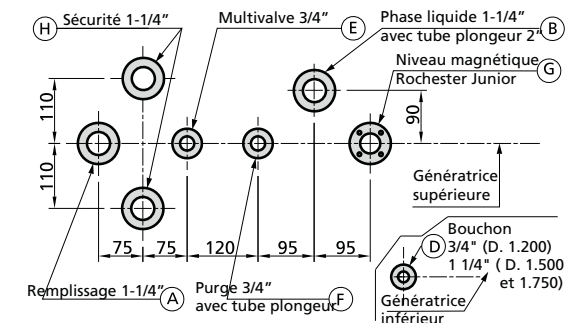 H
Sécurité 1-1/4”
Multivalve 3/4”
E
Phase liquide 1-1/4”
avec tube plongeur 2”
B
Niveau magnétique
Rochester Junior
G
110
110
90
Génératrice
supérieure
75
75
120
95
95
Remplissage 1-1/4”
A
Purge 3/4”
avec tube plongeur
F
Bouchon
3/4" (D. 1.200)
1 1/4" ( D. 1.500
et 1.750)
D
Génératrice
inférieur